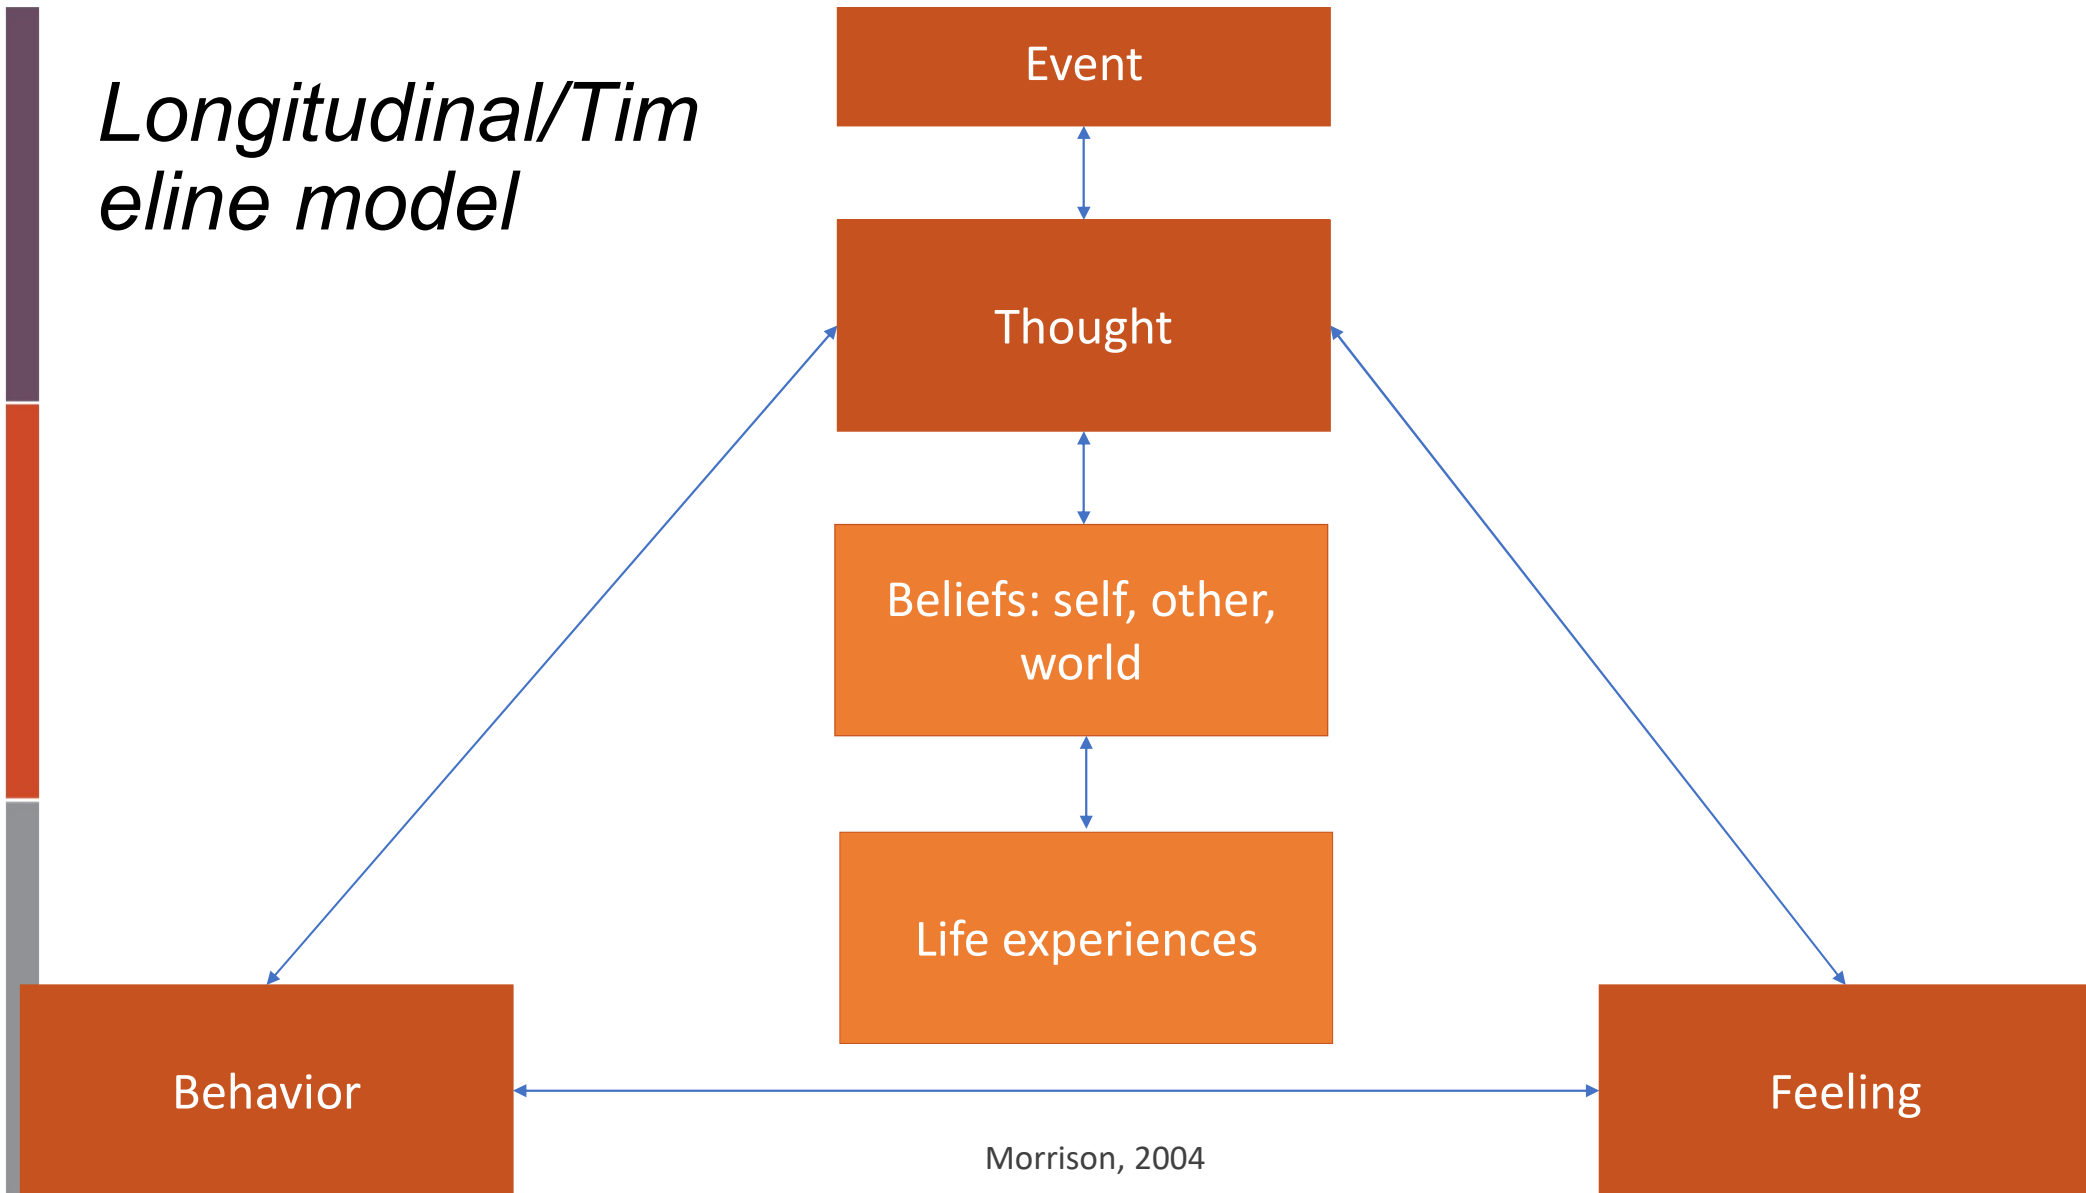 Longitudinal/Tim
eline model
Event
Thought
Beliefs: self, other,
world
Life experiences
Behavior
Feeling
Morrison, 2004